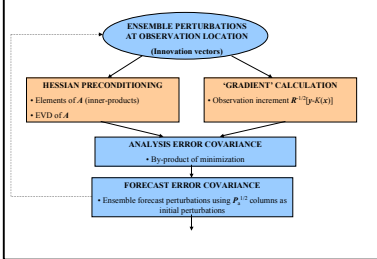 ENSEMBLE PERTURBATIONS
AT OBSERVATION LOCATION
(Innovation vectors)
HESSIAN PRECONDITIONING
• Elements of A (inner-products)
• EVD of A
‘GRADIENT’ CALCULATION
• Observation increment R⁻¹/²[y-K(x)]
ANALYSIS ERROR COVARIANCE
• By-product of minimization
FORECAST ERROR COVARIANCE
• Ensemble forecast perturbations using Pₐ¹/² columns as
initial perturbations